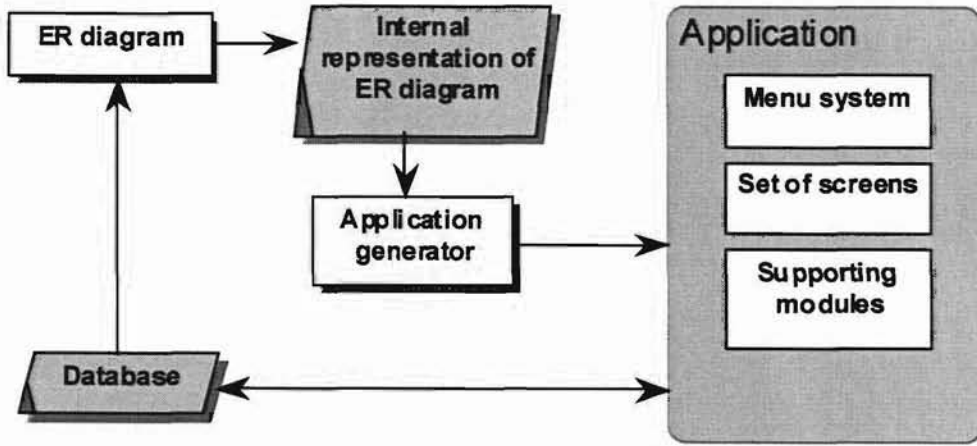 ER diagram
Internal
representation of
ER diagram
Application
Menu system
Set of screens
Application
generator
Supporting
modules
Database